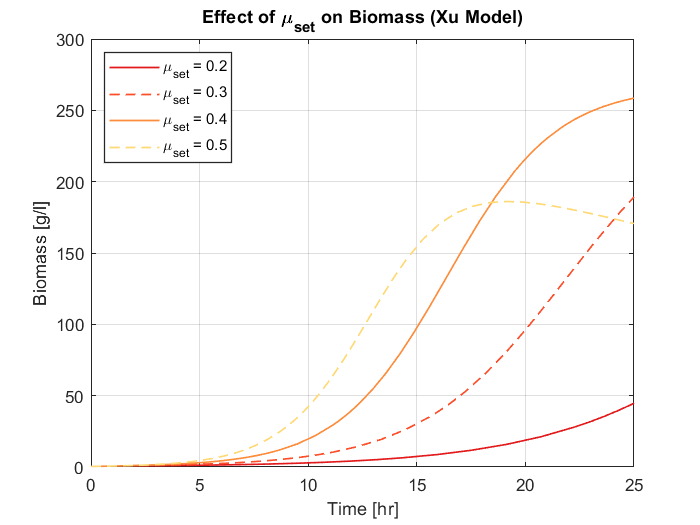 Effect of μset on Biomass (Xu Model)
300
250
200
150
100
50
0
Biomass [g/l]
μset = 0.2
μset = 0.3
μset = 0.4
μset = 0.5
0 5 10 15 20 25
Time [hr]